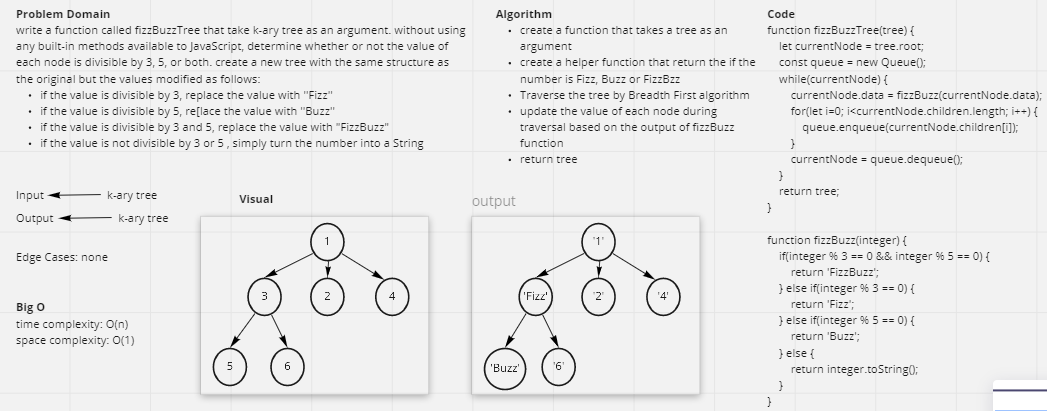 Problem Domain
write a function called fizzBuzzTree that take k-ary tree as an argument. without using
any built-in methods available to JavaScript, determine whether or not the value of
each node is divisible by 3, 5, or both. create a new tree with the same structure as
the original but the values modified as follows:
• if the value is divisible by 3, replace the value with "Fizz"
• if the value is divisible by 5, re[lace the value with "Buzz"
• if the value is divisible by 3 and 5, replace the value with "FizzBuzz"
• if the value is not divisible by 3 or 5 , simply turn the number into a String
Input k-ary tree
Output k-ary tree
Edge Cases: none
Big O
time complexity: O(n)
space complexity: O(1)
Visual
1
3 2 4
5 6
Algorithm
• create a function that takes a tree as an
argument
• create a helper function that return the if the
number is Fizz, Buzz or FizzBzz
• Traverse the tree by Breadth First algorithm
• update the value of each node during
traversal based on the output of fizzBuzz
function
• return tree
output
'1'
'Fizz' '2' '4'
'Buzz' '6'
Code
function fizzBuzzTree(tree) {
let currentNode = tree.root;
const queue = new Queue();
while(currentNode) {
currentNode.data = fizzBuzz(currentNode.data);
for(let i=0; i<currentNode.children.length; i++) {
queue.enqueue(currentNode.children[i]);
}
currentNode = queue.dequeue();
}
return tree;
}
function fizzBuzz(integer) {
if(integer % 3 == 0 && integer % 5 == 0) {
return 'FizzBuzz';
} else if(integer % 3 == 0) {
return 'Fizz';
} else if(integer % 5 == 0) {
return 'Buzz';
} else {
return integer.toString();
}
}